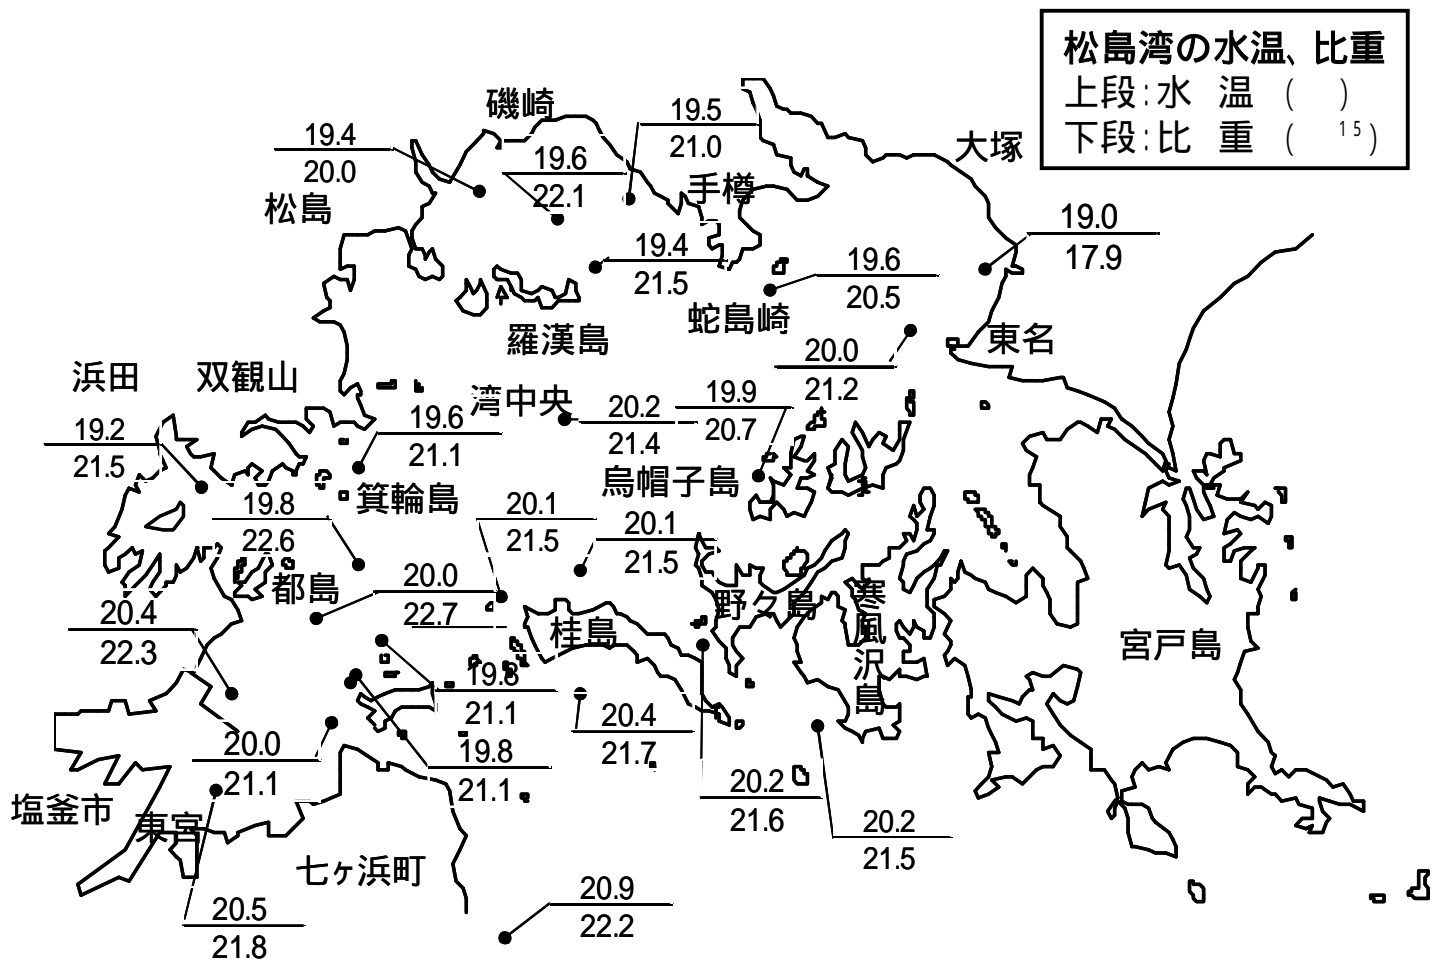 松島湾の水温、比重
上段:水 温 ( )
下段:比 重 ( 15)
磯崎
19.5
21.0
19.4
20.0
19.6
22.1
大塚
手樽
松島
19.0
17.9
19.4
21.5
19.6
20.5
蛇島崎
羅漢島
東名
20.0
21.2
浜田
双観山
湾中央
19.9
20.7
20.2
21.4
19.6
21.1
19.2
21.5
烏帽子島
箕輪島
19.8
22.6
20.1
21.5
20.1
21.5
都島
20.0
22.7
野々島
寒風沢島
20.4
22.3
桂島
宮戸島
19.8
21.1
20.4
21.7
20.0
21.1
19.8
21.1
20.2
21.6
塩釜市
東宮
20.2
21.5
七ヶ浜町
20.9
22.2
20.5
21.8